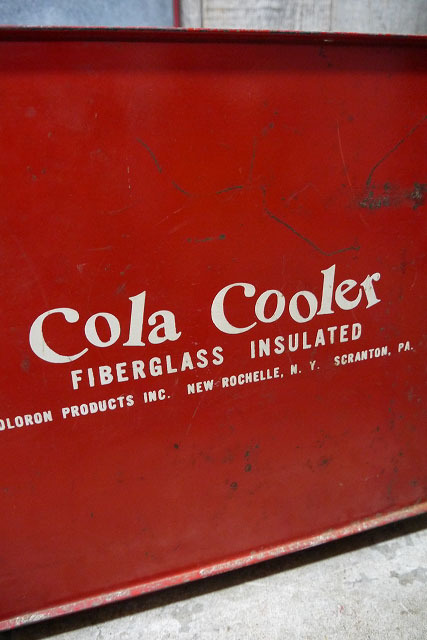 Cola Cooler
FIBERGLASS INSULATED
PRODUCTS INC. NEW ROCHELLE, N. Y. SCRANTON, PA.